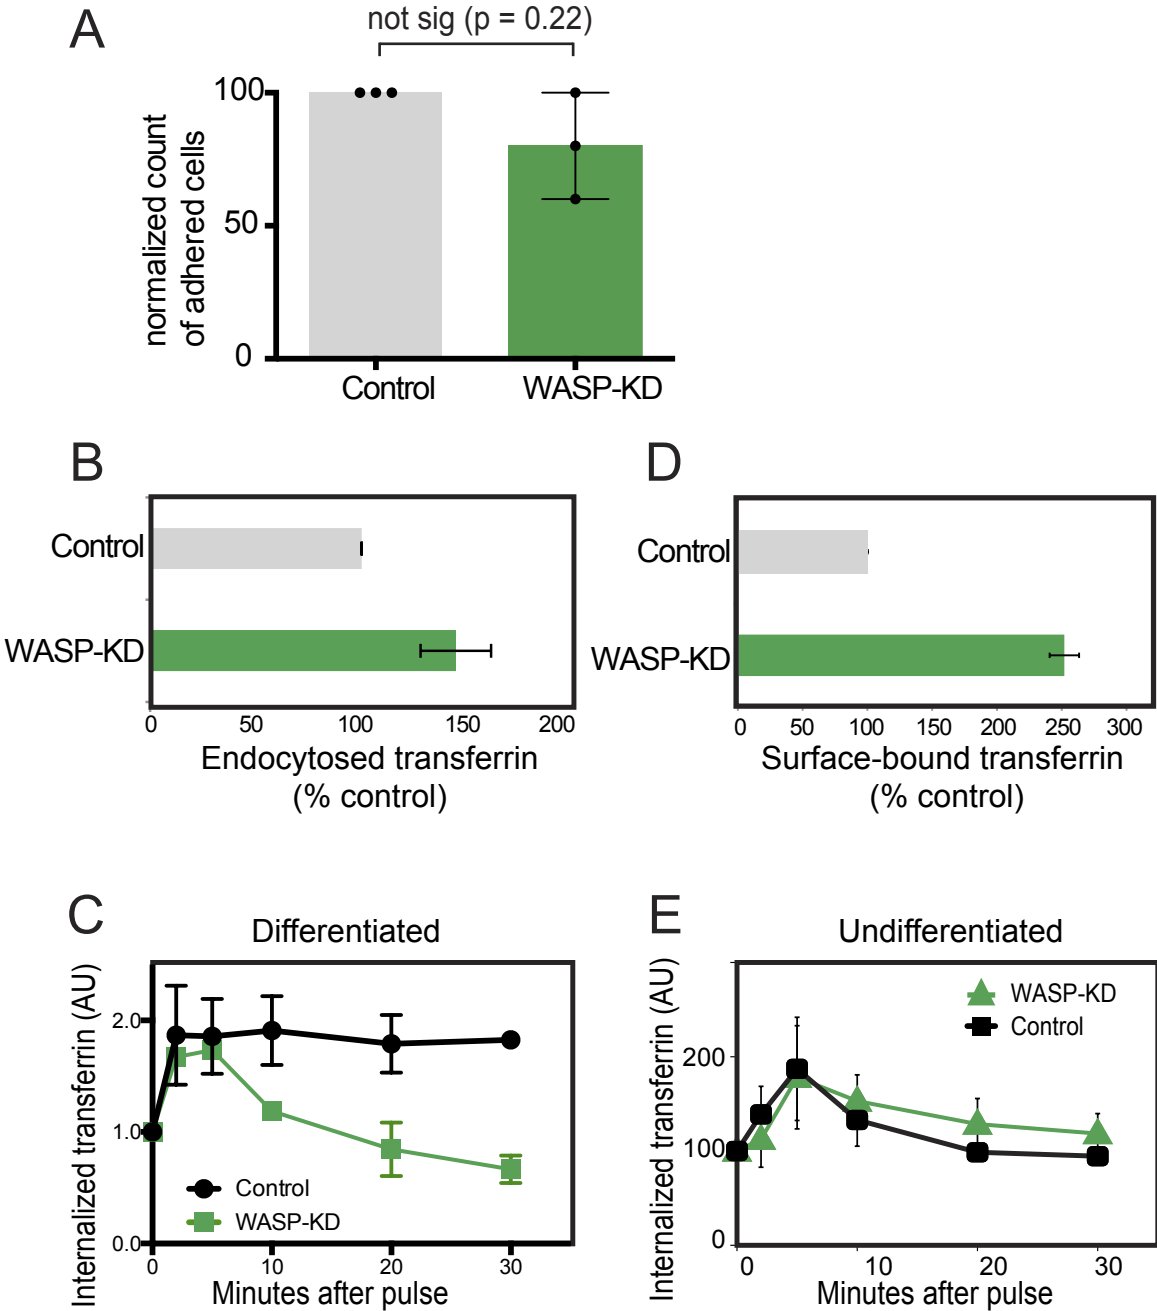 A
not sig (p = 0.22)
normalized count
of adhered cells
100
50
0
Control
WASP-KD
B
Control
WASP-KD
0 50 100 150 200
Endocytosed transferrin
(% control)
D
Control
WASP-KD
0 50 100 150 200 250 300
Surface-bound transferrin
(% control)
C
Differentiated
Internalized transferrin (AU)
2.0
1.0
0.0
Control
WASP-KD
0 10 20 30
Minutes after pulse
E
Undifferentiated
Internalized transferrin (AU)
WASP-KD
Control
200
100
0
0 10 20 30
Minutes after pulse